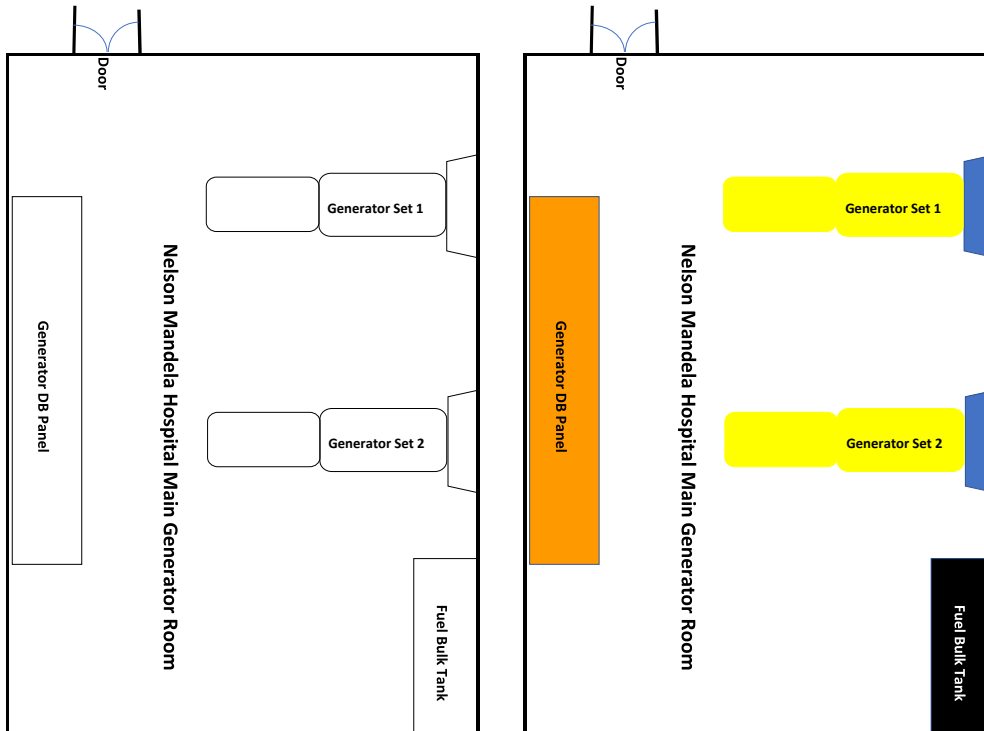 Door
Generator Set 1
Generator DB Panel
Nelson Mandela Hospital Main Generator Room
Generator Set 2
Fuel Bulk Tank
Door
Generator Set 1
Generator DB Panel
Nelson Mandela Hospital Main Generator Room
Generator Set 2
Fuel Bulk Tank